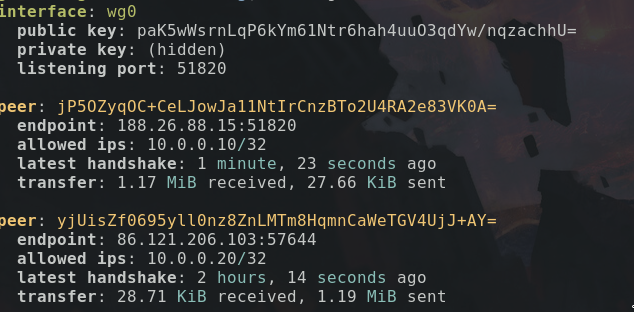 interface: wg0
public key: paK5wWsrnLqP6kYm61Ntr6hah4uuO3qdYw/nqzachhU=
private key: (hidden)
listening port: 51820
peer: jP5OZyqOC+CeLJowJa11NtIrCnzBTo2U4RA2e83VK0A=
endpoint: 188.26.88.15:51820
allowed ips: 10.0.0.10/32
latest handshake: 1 minute, 23 seconds ago
transfer: 1.17 MiB received, 27.66 KiB sent
peer: yjUisZf0695yll0nz8ZnLMTm8HqmnCaWeTGV4UjJ+AY=
endpoint: 86.121.206.103:57644
allowed ips: 10.0.0.20/32
latest handshake: 2 hours, 14 seconds ago
transfer: 28.71 KiB received, 1.19 MiB sent